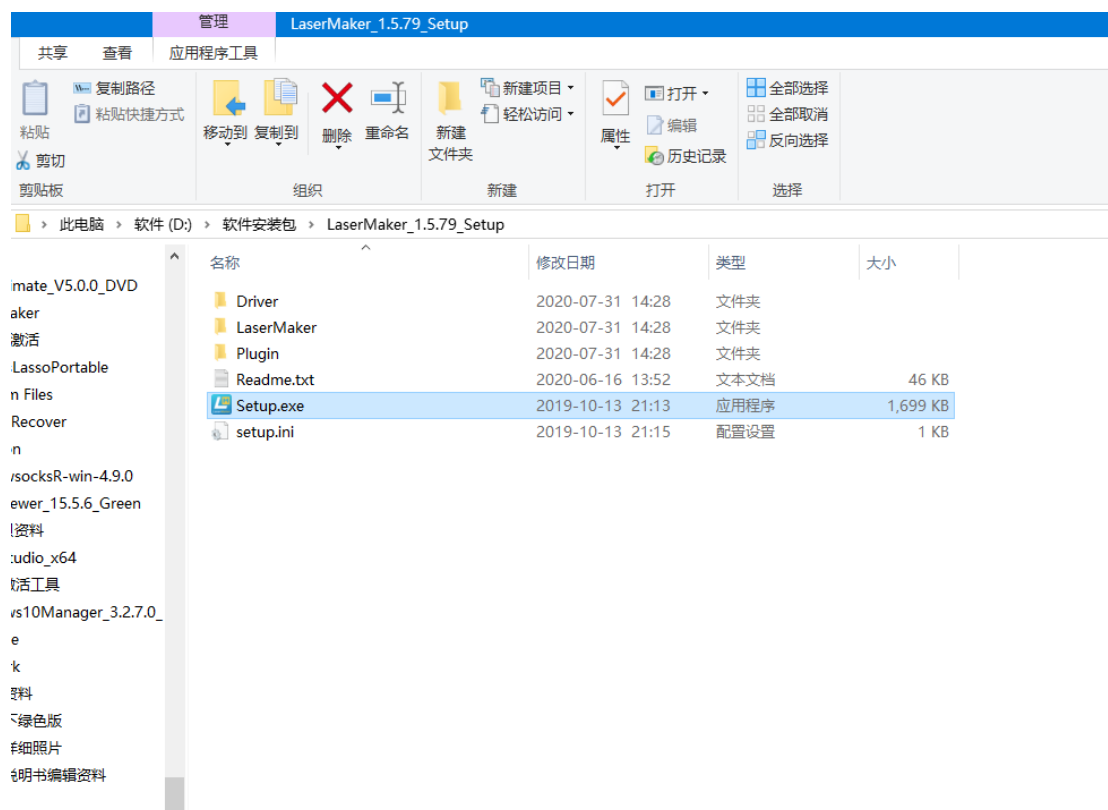 管理 LaserMaker_1.5.79_Setup
共享 查看 应用程序工具
粘贴
复制路径
粘贴快捷方式
剪切
剪贴板
移动到 复制到 删除 重命名
组织
新建
文件夹
新建项目
轻松访问
新建
属性
打开
编辑
历史记录
打开
全部选择
全部取消
反向选择
选择
此电脑 › 软件 (D:) › 软件安装包 › LaserMaker_1.5.79_Setup
imate_V5.0.0_DVD
aker
激活
LassoPortable
n Files
Recover
on
vsocksR-win-4.9.0
ewer_15.5.6_Green
资料
tudio_x64
激活工具
ws10Manager_3.2.7.0_
e
rk
资料
绿色版
详细照片
说明书编辑资料
名称 修改日期 类型 大小
Driver 2020-07-31 14:28 文件夹
LaserMaker 2020-07-31 14:28 文件夹
Plugin 2020-07-31 14:28 文件夹
Readme.txt 2020-06-16 13:52 文本文档 46 KB
Setup.exe 2019-10-13 21:13 应用程序 1,699 KB
setup.ini 2019-10-13 21:15 配置设置 1 KB